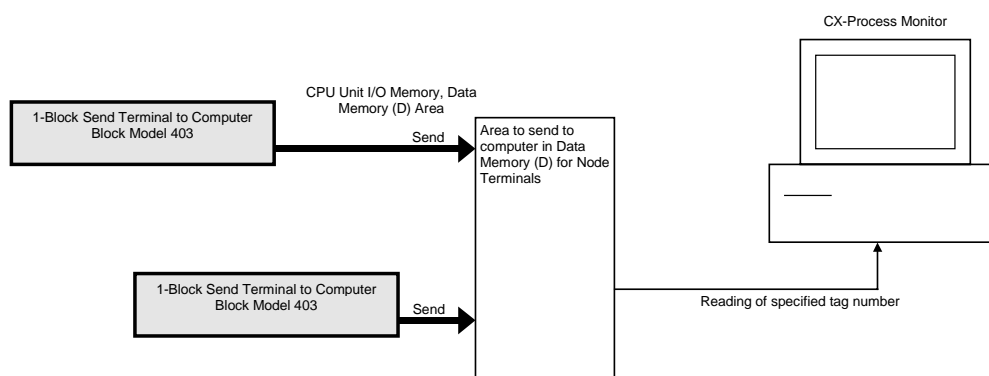 CX-Process Monitor
CPU Unit I/O Memory, Data
Memory (D) Area
1-Block Send Terminal to Computer
Block Model 403
Send
Area to send to
computer in Data
Memory (D) for Node
Terminals
1-Block Send Terminal to Computer
Block Model 403
Send
Reading of specified tag number